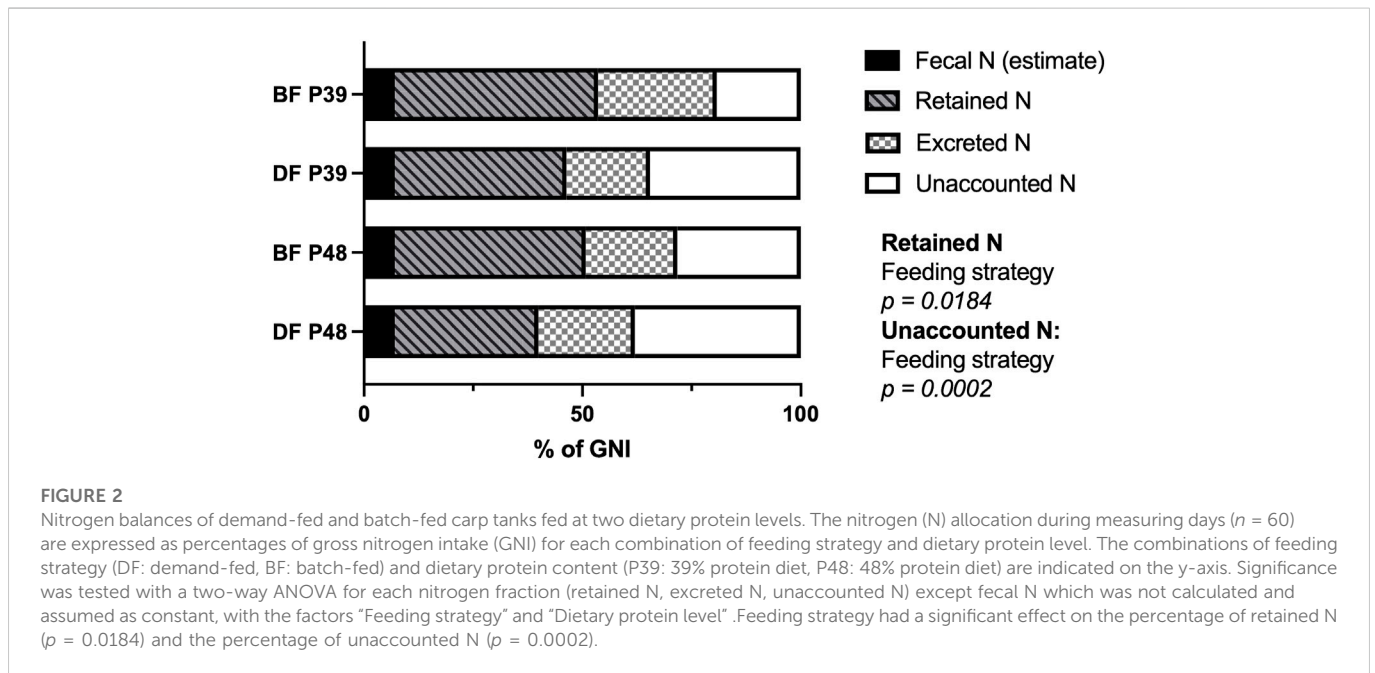 BF P39
DF P39
BF P48
DF P48
0
50
100
% of GNI
Fecal N (estimate)
Retained N
Excreted N
Unaccounted N
Retained N
Feeding strategy
p = 0.0184
Unaccounted N:
Feeding strategy
p = 0.0002
FIGURE 2
Nitrogen balances of demand-fed and batch-fed carp tanks fed at two dietary protein levels. The nitrogen (N) allocation during measuring days (n = 60)
are expressed as percentages of gross nitrogen intake (GNI) for each combination of feeding strategy and dietary protein level. The combinations of feeding
strategy (DF: demand-fed, BF: batch-fed) and dietary protein content (P39: 39% protein diet, P48: 48% protein diet) are indicated on the y-axis. Significance
was tested with a two-way ANOVA for each nitrogen fraction (retained N, excreted N, unaccounted N) except fecal N which was not calculated and
assumed as constant, with the factors “Feeding strategy” and “Dietary protein level” .Feeding strategy had a significant effect on the percentage of retained N
(p = 0.0184) and the percentage of unaccounted N (p = 0.0002).